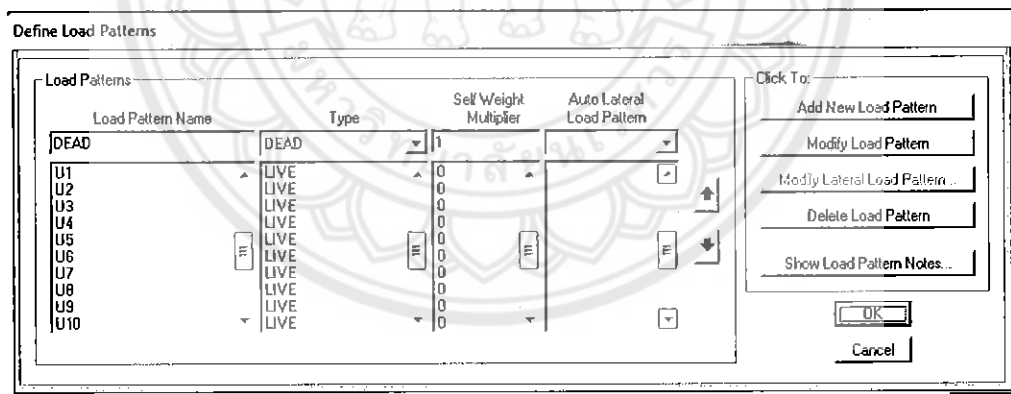 Define Load Patterns
Load Patterns
Click To:
Load Pattern Name
Type
Self Weight Multiplier
Auto Lateral Load Pattern
DEAD
DEAD
1
U1 LIVE 0
U2 LIVE 0
U3 LIVE 0
U4 LIVE 0
U5 LIVE 0
U6 LIVE 0
U7 LIVE 0
U8 LIVE 0
U9 LIVE 0
U10 LIVE 0
Add New Load Pattern
Modify Load Pattern
Modify Lateral Load Pattern...
Delete Load Pattern
Show Load Pattern Notes...
OK
Cancel